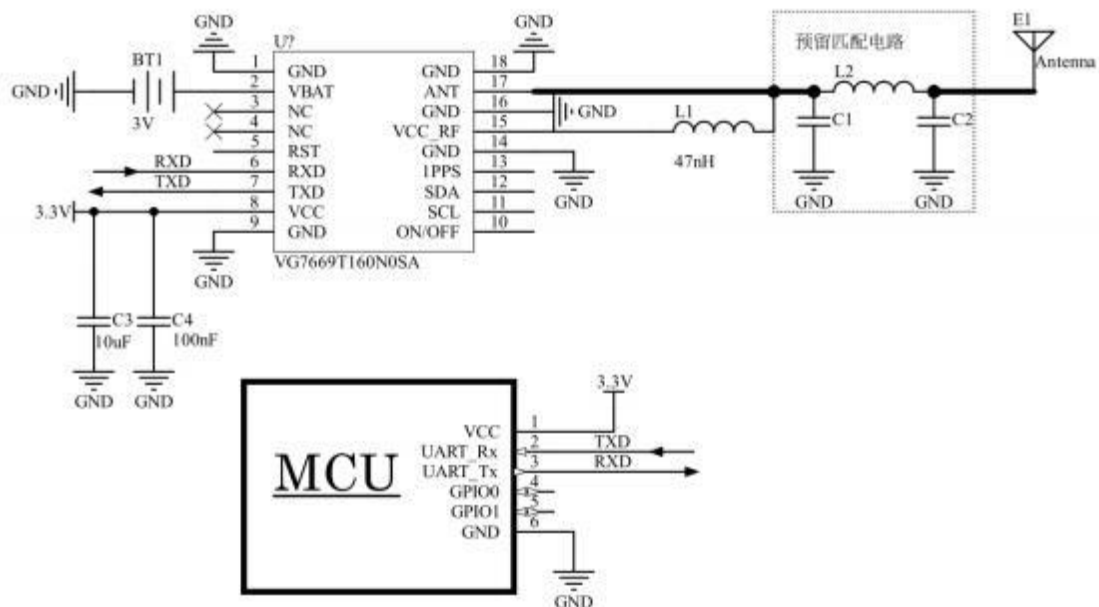 GND
GND
E1
U?
预留匹配电路
BT1
1 GND GND 18
GND 2 VBAT ANT 17
L2
Antenna
3V
3 NC GND 16 GND
4 NC VCC_RF 15
L1
C1
C2
5 RST GND 14
RXD 6 RXD 1PPS 13
47nH
TXD 7 TXD SDA 12
GND
GND
GND
3.3V 8 VCC SCL 11
9 GND ON/OFF 10
GND
VG7669T160N0SA
C3
10uF
C4
100nF
GND
GND
3.3V
MCU
VCC 1
UART_Rx 2 TXD
UART_Tx 3 RXD
GPIO0 4
GPIO1 5
GND 6
GND